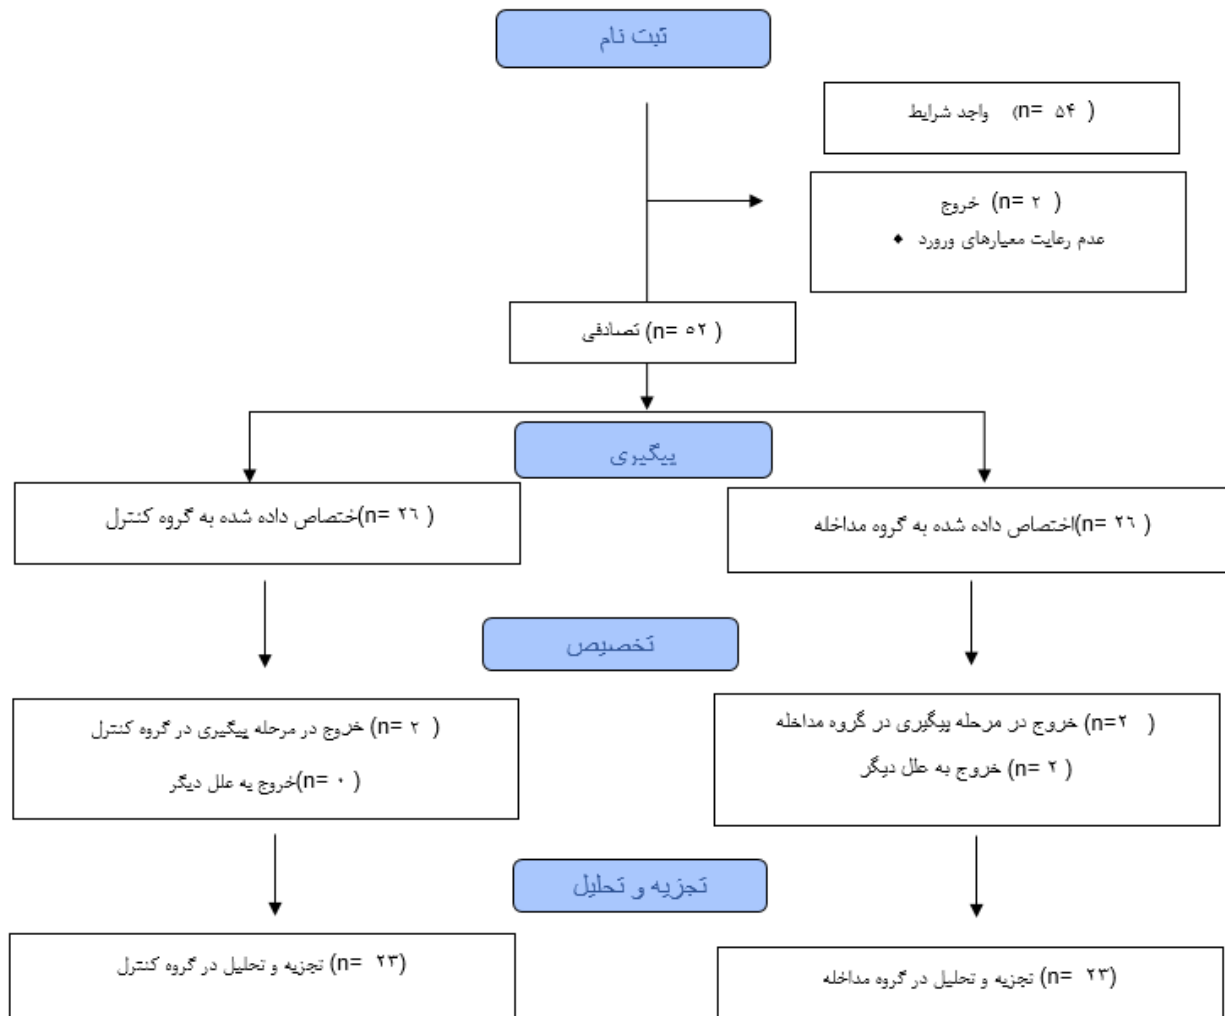 ثبت نام
واجد شرایط (n= ۵۴ )
خروج (n= ۲ )
عدم رعایت معیارهای ورورد ♦
تصادفی (n= ۵۲ )
پیگیری
اختصاص داده شده به گروه مداخله(n= ۲٦ )
ختصاص داده شده به گروه کنترل(n= ۲٦ )
تخصیص
خروج در مرحله پیگیری در گروه مداخله (n=۲ )
خروج به علل دیگر (n= ۲ )
خروج در مرحله پیگیری در گروه کنترل (n= ۲ )
خروج یه علل دیگر(n= ۰ )
تجزیه و تحلیل
تجزیه و تحلیل در گروه مداخله (n= ۲۳)
تجزیه و تحلیل در گروه کنترل (n= ۲۳)